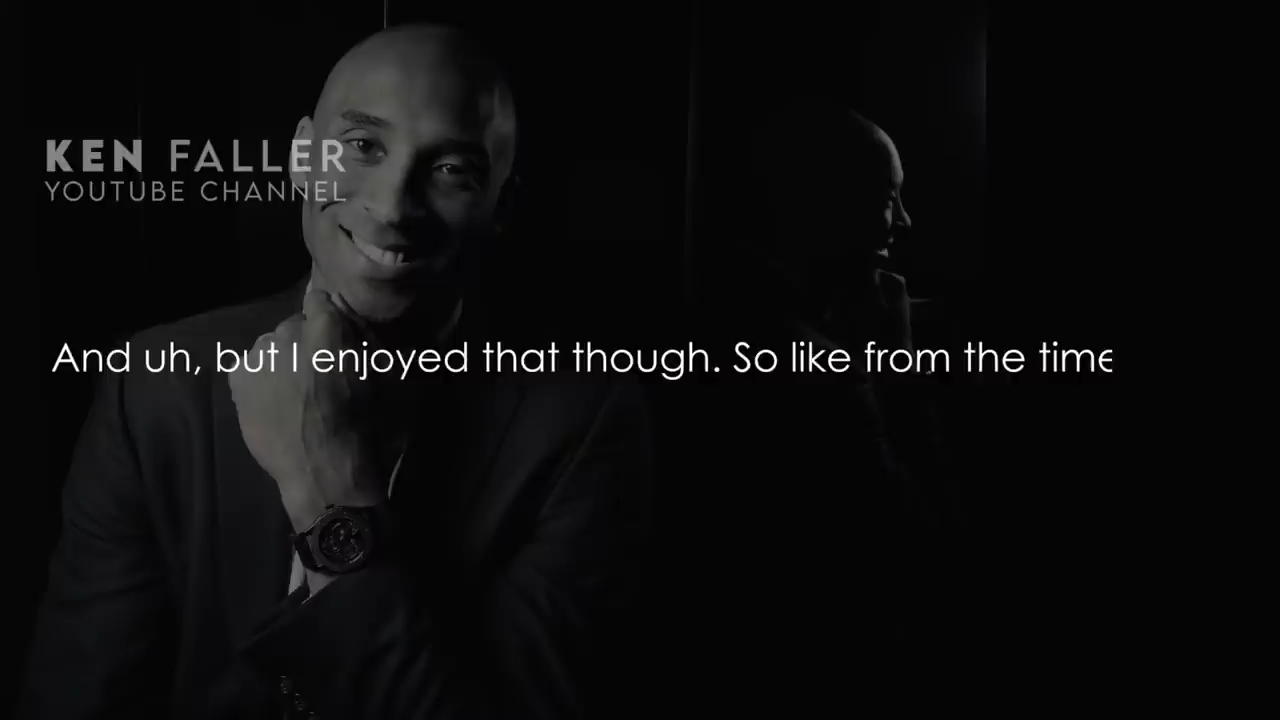 KEN FALLER
YOUTUBE CHANNEL
And uh, but I enjoyed that though. So like from the time